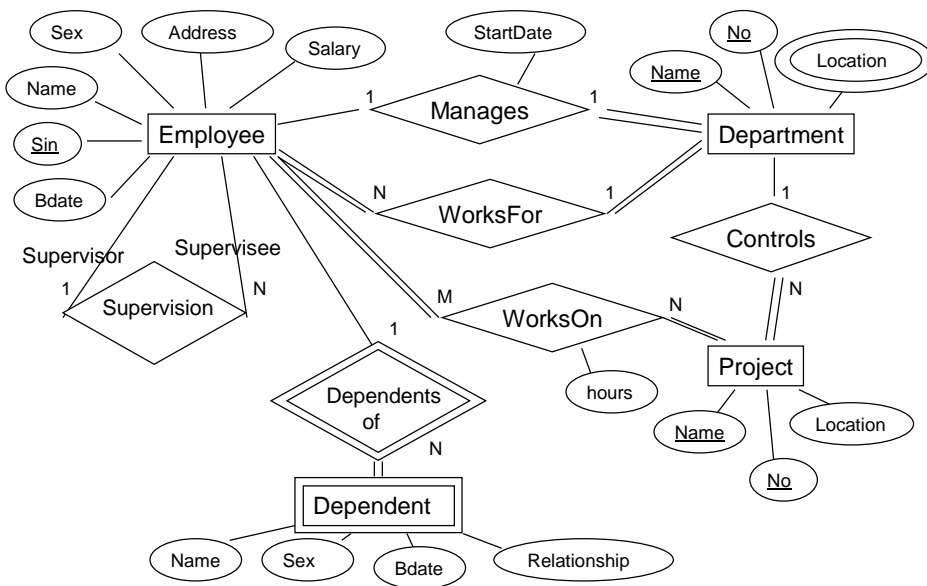 StartDate
Sex
Address
No
Salary
Location
Name
Name
1
Manages
1
Employee
Department
Sin
Bdate
N
WorksFor
1
1
Controls
Supervisor
Supervisee
1
Supervision
N
M
WorksOn
N
N
1
Project
Dependents
of
hours
Name
Location
N
No
Dependent
Name
Sex
Bdate
Relationship